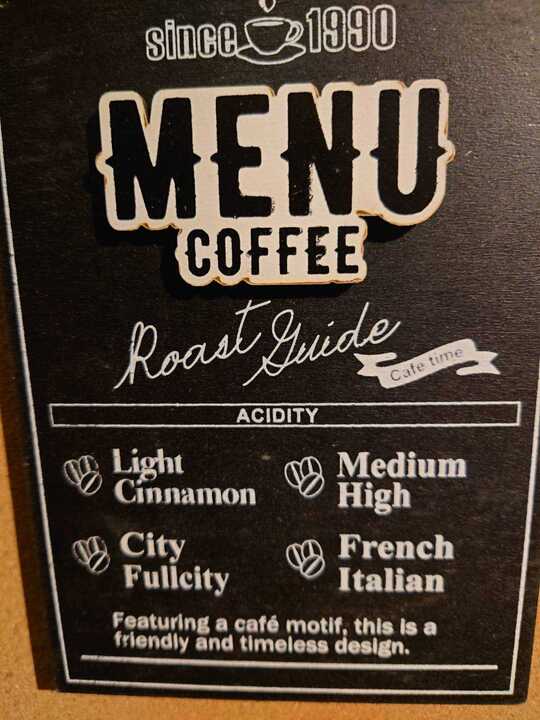 since 1990
MENU
COFFEE
Roast Guide
Cafe time
ACIDITY
Light
Cinnamon
Medium
High
City
Fullcity
French
Italian
Featuring a café motif, this is a
friendly and timeless design.